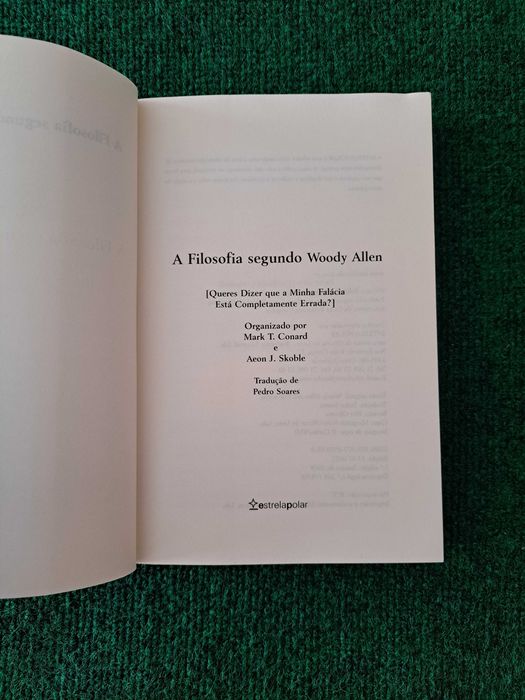 A Filosofia segundo Woody Allen
[Queres Dizer que a Minha Falácia
Está Completamente Errada?]
Organizado por
Mark T. Conard
e
Aeon J. Skoble
Tradução de
Pedro Soares
estrelapolar